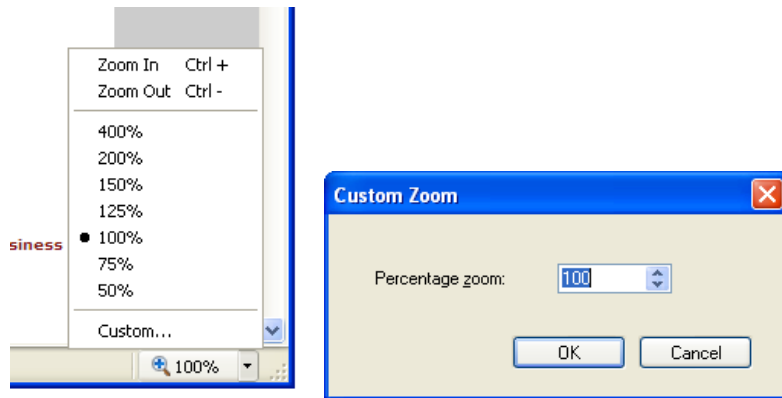 Zoom In Ctrl +
Zoom Out Ctrl -
400%
200%
150%
125%
100%
75%
50%
Custom...
siness
100%
Custom Zoom
Percentage zoom:
100
OK
Cancel